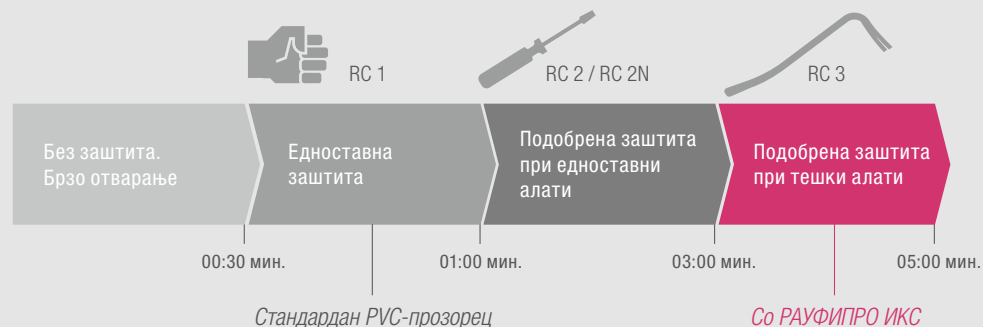 RC 1
RC 2 / RC 2N
RC 3
Без заштита.
Брзо отварање
Едноставна
заштита
Подобрена заштита
при едноставни
алати
Подобрена заштита
при тешки алати
00:30 мин.
01:00 мин.
03:00 мин.
05:00 мин.
Стандардан PVC-прозорец
Со РАУФИПРО ИКС